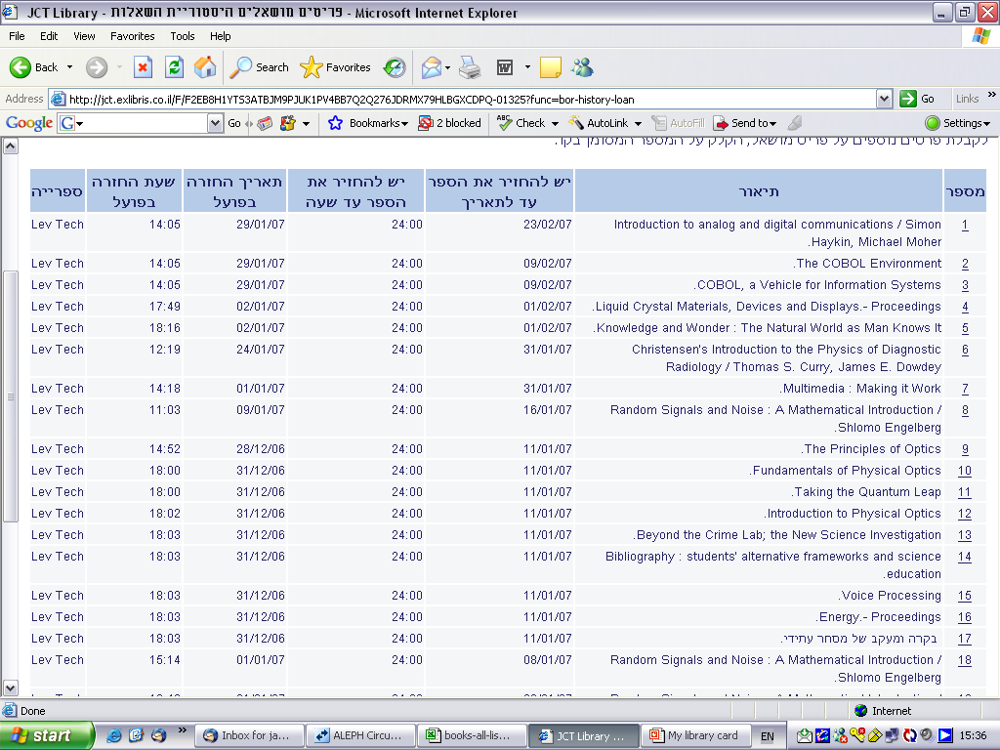 JCT Library - פריטים מושאלים היסטוריית השאלות - Microsoft Internet Explorer
File Edit View Favorites Tools Help
Back Search Favorites
Address http://jct.exlibris.co.il/F/F2EB8H1YTS3ATBJM9PJUK1PV4BB7Q2Q276JDRMX79HLBGXCDPQ-01325?func=bor-history-loan Go Links »
Google G Go Bookmarks 2 blocked Check AutoLink AutoFill Send to Settings
לקבלת פרטים נוספים על פריט מושאל, הקלק על המספר המסומן בקו.
מספר תיאור יש להחזיר את הספר עד לתאריך יש להחזיר את הספר עד שעה תאריך החזרה בפועל שעת החזרה בפועל ספרייה
1 Introduction to analog and digital communications / Simon 23/02/07 24:00 29/01/07 14:05 Lev Tech
Haykin, Michael Moher.
2 The COBOL Environment. 09/02/07 24:00 29/01/07 14:05 Lev Tech
3 COBOL, a Vehicle for Information Systems. 09/02/07 24:00 29/01/07 14:05 Lev Tech
4 Liquid Crystal Materials, Devices and Displays.- Proceedings. 01/02/07 24:00 02/01/07 17:49 Lev Tech
5 Knowledge and Wonder : The Natural World as Man Knows It. 01/02/07 24:00 02/01/07 18:16 Lev Tech
6 Christensen's Introduction to the Physics of Diagnostic 31/01/07 24:00 24/01/07 12:19 Lev Tech
Radiology / Thomas S. Curry, James E. Dowdey
7 Multimedia : Making it Work. 31/01/07 24:00 01/01/07 14:18 Lev Tech
8 Random Signals and Noise : A Mathematical Introduction / 16/01/07 24:00 09/01/07 11:03 Lev Tech
Shlomo Engelberg.
9 The Principles of Optics. 11/01/07 24:00 28/12/06 14:52 Lev Tech
10 Fundamentals of Physical Optics. 11/01/07 24:00 31/12/06 18:00 Lev Tech
11 Taking the Quantum Leap. 11/01/07 24:00 31/12/06 18:00 Lev Tech
12 Introduction to Physical Optics. 11/01/07 24:00 31/12/06 18:02 Lev Tech
13 Beyond the Crime Lab; the New Science Investigation. 11/01/07 24:00 31/12/06 18:03 Lev Tech
14 Bibliography : students' alternative frameworks and science 11/01/07 24:00 31/12/06 18:03 Lev Tech
education.
15 Voice Processing. 11/01/07 24:00 31/12/06 18:03 Lev Tech
16 Energy.- Proceedings. 11/01/07 24:00 31/12/06 18:03 Lev Tech
17 בקרה ומעקב של מסחר עתידי. 11/01/07 24:00 31/12/06 18:03 Lev Tech
18 Random Signals and Noise : A Mathematical Introduction / 08/01/07 24:00 01/01/07 15:14 Lev Tech
Shlomo Engelberg.
Done Internet
start » Inbox for ja... ALEPH Circu... books-all-lis... JCT Library ... My library card EN 15:36